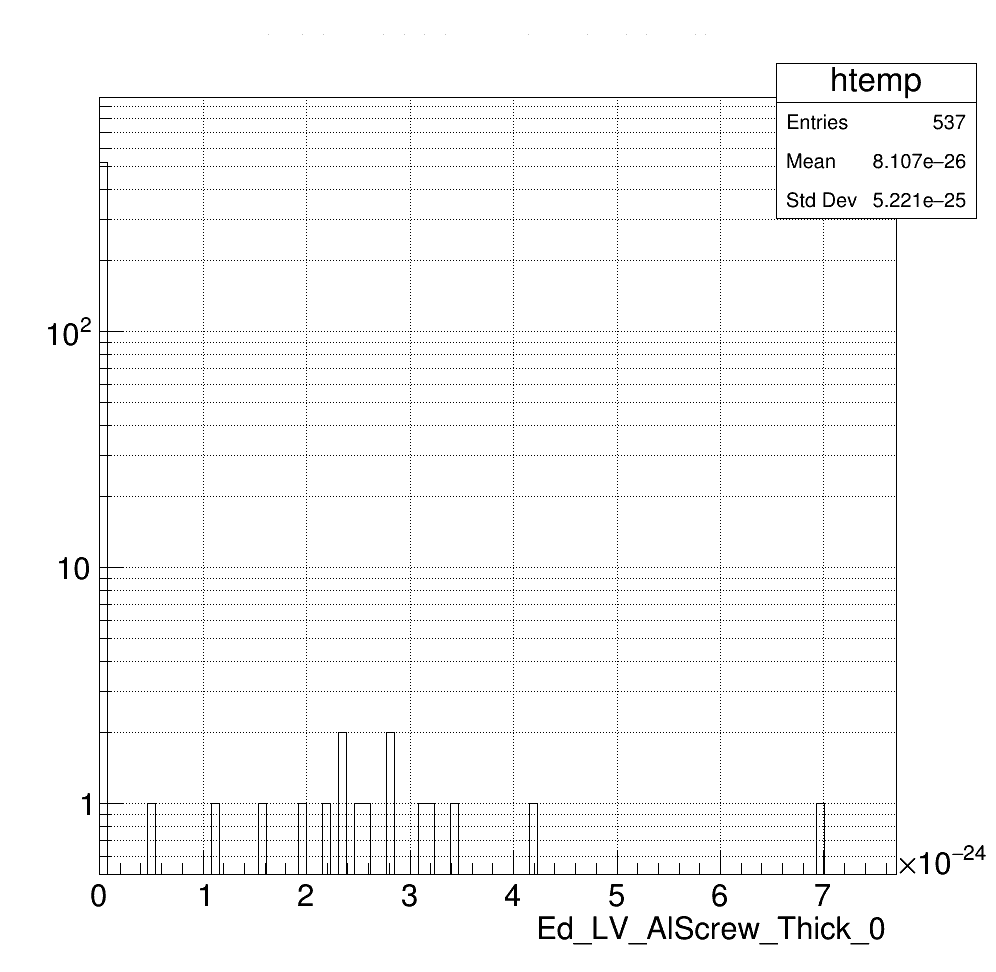 htemp
Entries 537
Mean 8.107e–26
Std Dev 5.221e–25
10²
10
1
0 1 2 3 4 5 6 7
×10⁻²⁴
Ed_LV_AlScrew_Thick_0